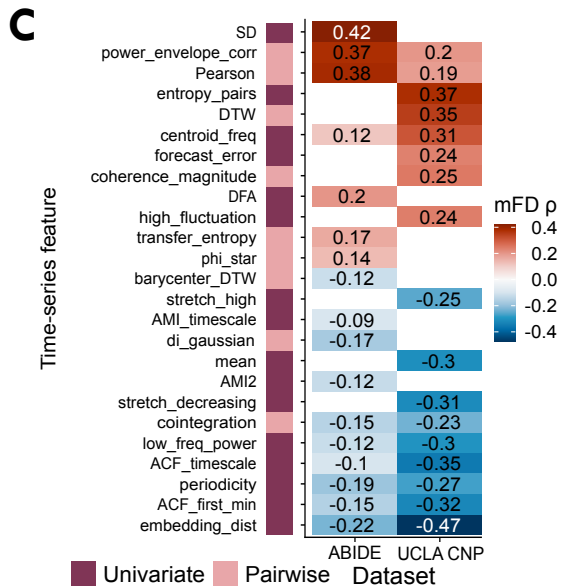 C
SD 0.42
power_envelope_corr 0.37 0.2
Pearson 0.38 0.19
entropy_pairs 0.37
DTW 0.35
centroid_freq 0.12 0.31
forecast_error 0.24
coherence_magnitude 0.25
DFA 0.2
high_fluctuation 0.24
transfer_entropy 0.17
phi_star 0.14
barycenter_DTW -0.12
stretch_high -0.25
AMI_timescale -0.09
di_gaussian -0.17
mean -0.3
AMI2 -0.12
stretch_decreasing -0.31
cointegration -0.15 -0.23
low_freq_power -0.12 -0.3
ACF_timescale -0.1 -0.35
periodicity -0.19 -0.27
ACF_first_min -0.15 -0.32
embedding_dist -0.22 -0.47
ABIDE UCLA CNP
Dataset
Time-series feature
Univariate Pairwise
mFD ρ
0.4
0.2
0.0
-0.2
-0.4